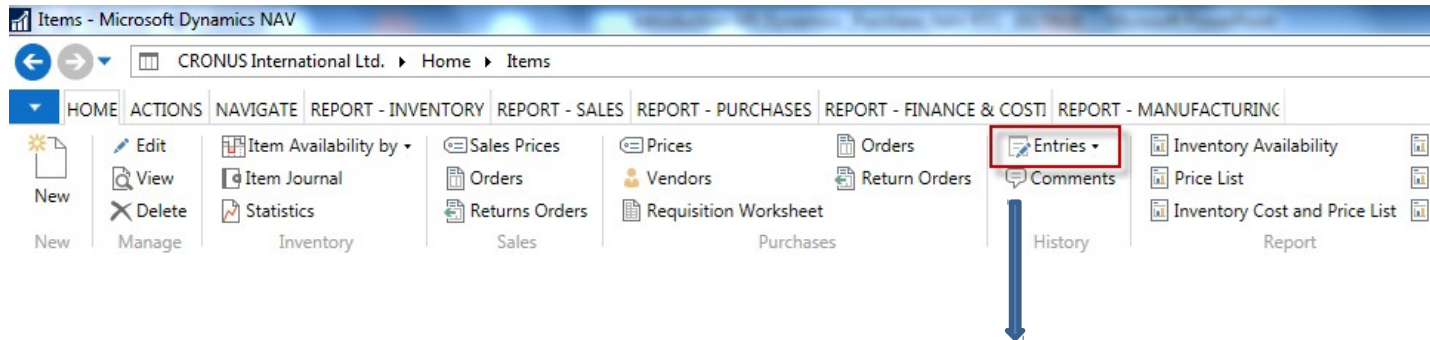 Items - Microsoft Dynamics NAV
CRONUS International Ltd. Home Items
HOME ACTIONS NAVIGATE REPORT - INVENTORY REPORT - SALES REPORT - PURCHASES REPORT - FINANCE & COSTI REPORT - MANUFACTURING
New
New
Edit
View
Delete
Manage
Item Availability by
Item Journal
Statistics
Inventory
Sales Prices
Orders
Returns Orders
Sales
Prices
Vendors
Requisition Worksheet
Orders
Return Orders
Purchases
Entries
Comments
History
Inventory Availability
Price List
Inventory Cost and Price List
Report